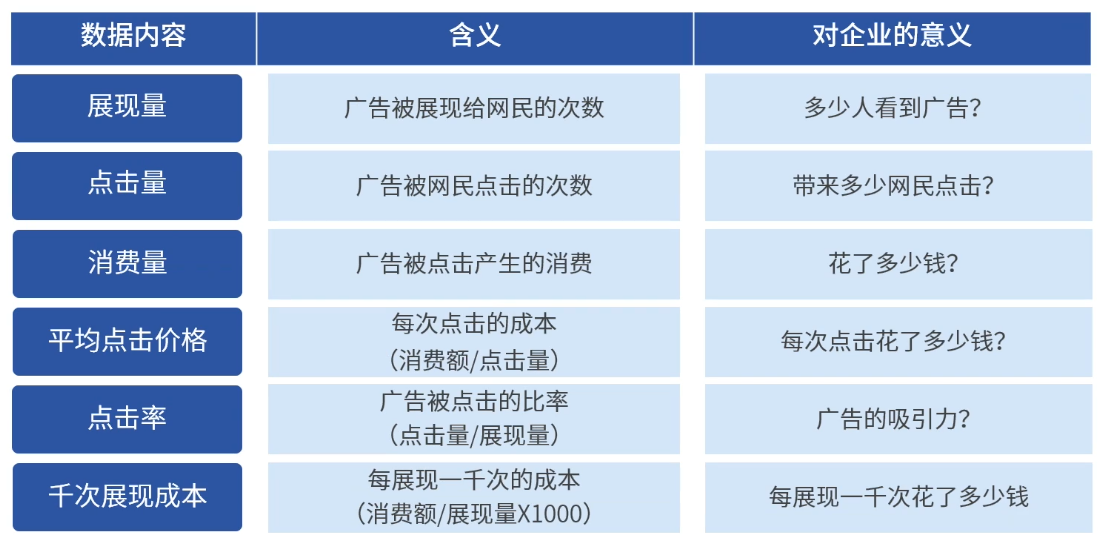 数据内容 含义 对企业的意义
展现量 广告被展现给网民的次数 多少人看到广告？
点击量 广告被网民点击的次数 带来多少网民点击？
消费量 广告被点击产生的消费 花了多少钱？
平均点击价格 每次点击的成本 每次点击花了多少钱？
（消费额/点击量）
点击率 广告被点击的比率 广告的吸引力？
（点击量/展现量）
千次展现成本 每展现一千次的成本 每展现一千次花了多少钱
（消费额/展现量X1000）